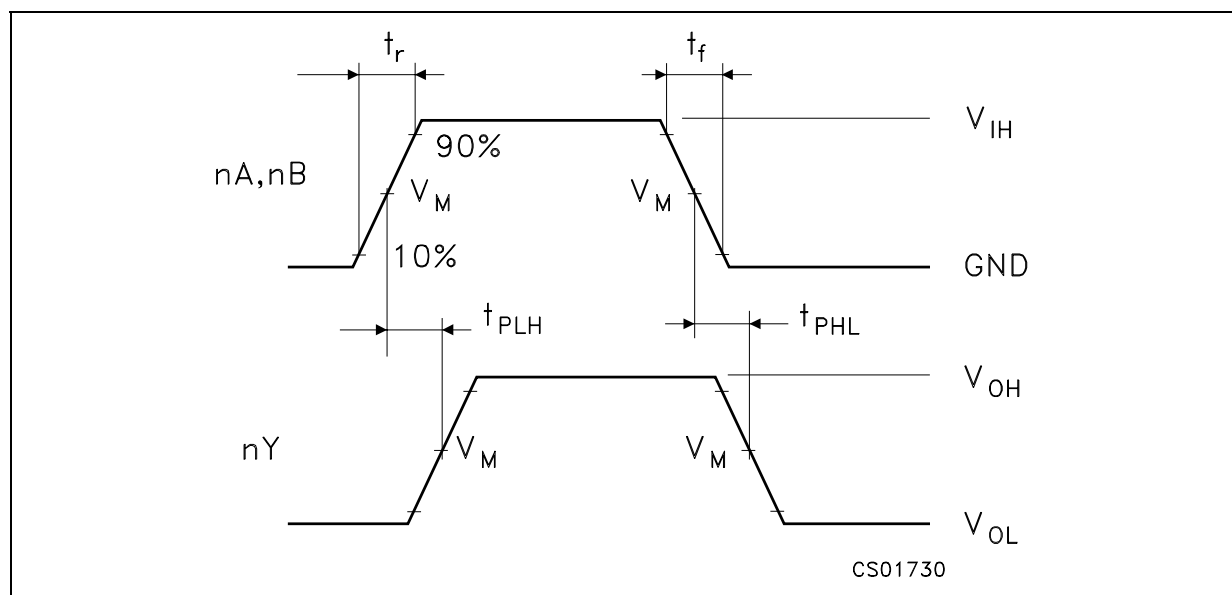 tr tf
VIH
90%
nA,nB VM VM
10% GND
tPLH tPHL
VOH
nY VM VM
VOL
CS01730